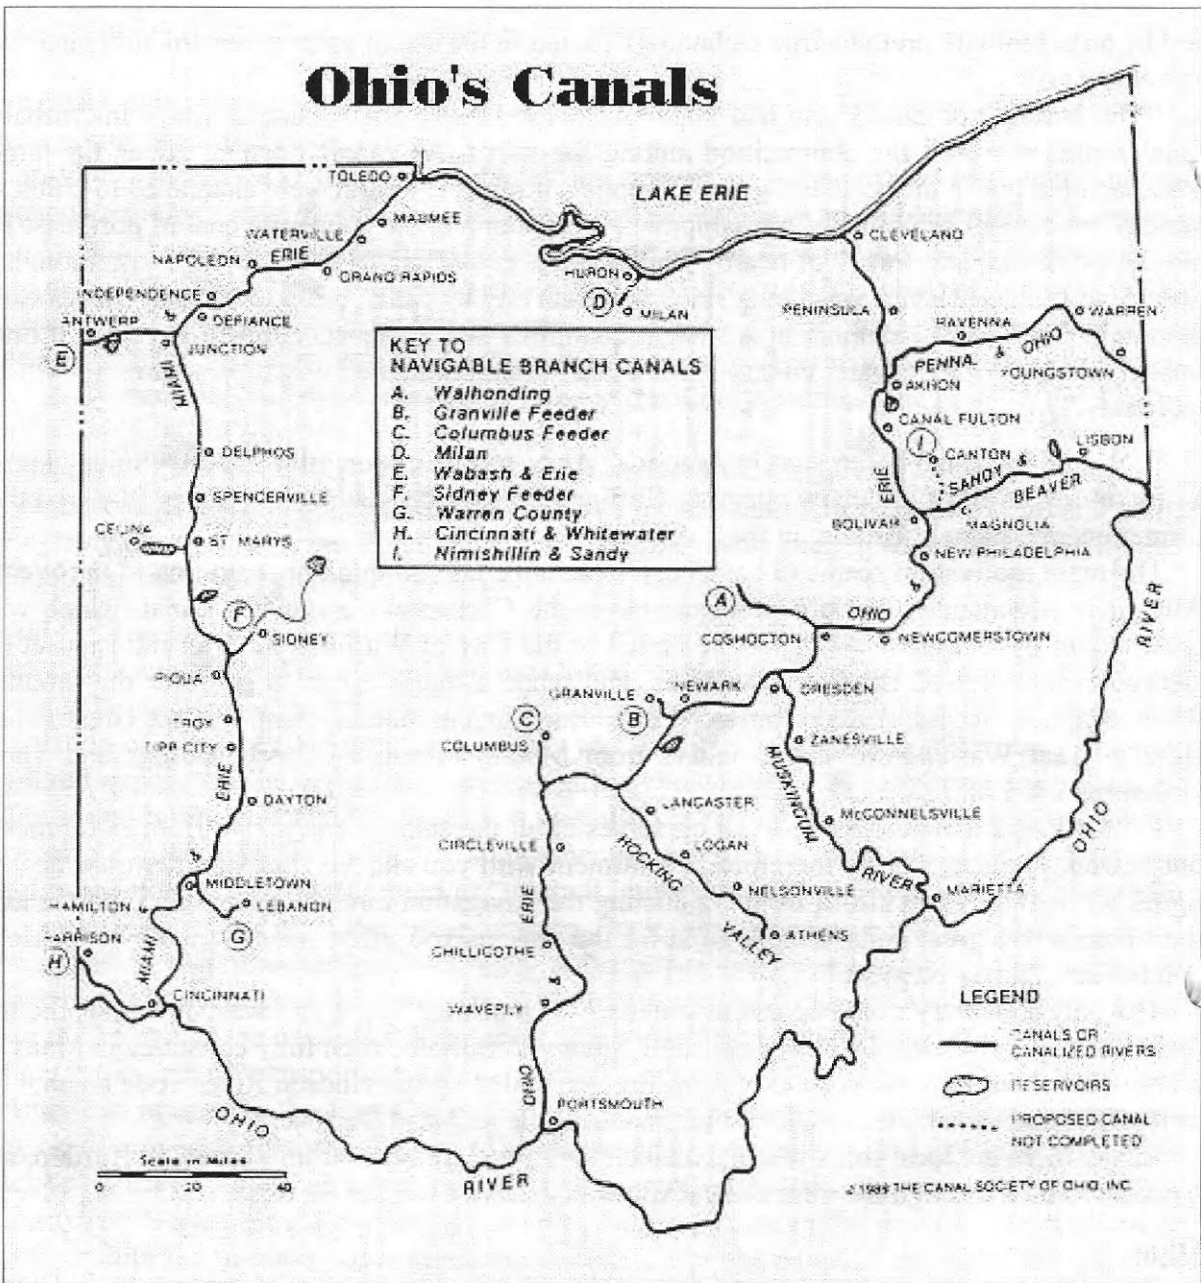 Ohio's Canals
LAKE ERIE
TOLEDO
MAUMEE
WATERVILLE
ERIE
NAPOLEON
GRAND RAPIDS
INDEPENDENCE
DEFIANCE
ANTWERP
E
JUNCTION
MIAMI
HURON
D
MILAN
CLEVELAND
PENINSULA
RAVENNA
WARREN
PENNA & OHIO
YOUNGSTOWN
AKRON
CANAL FULTON
I
CANTON
LISBON
SANDY & BEAVER
ERIE
BOLIVAR
MAGNOLIA
NEW PHILADELPHIA
KEY TO
NAVIGABLE BRANCH CANALS
A. Walhonding
B. Granville Feeder
C. Columbus Feeder
D. Milan
E. Wabash & Erie
F. Sidney Feeder
G. Warren County
H. Cincinnati & Whitewater
I. Nimishillin & Sandy
DELPHOS
SPENCERVILLE
CELINA
ST MARYS
F
SIDNEY
PIQUA
TROY
TIPP CITY
ERIE
DAYTON
&
MIDDLETOWN
HAMILTON
LEBANON
G
HARRISON
H
MIAMI
CINCINNATI
A
OHIO
COSHOCTON
NEWCOMERSTOWN
RIVER
GRANVILLE
NEWARK
DRESDEN
B
C
COLUMBUS
ZANESVILLE
MUSKINGUM
LANCASTER
McCONNELSVILLE
OHIO
CIRCLEVILLE
LOGAN
HOCKING
NELSONVILLE
RIVER
MARIETTA
ERIE
ATHENS
VALLEY
CHILLICOTHE
&
WAVERLY
OHIO
PORTSMOUTH
OHIO
RIVER
LEGEND
CANALS OR
CANALIZED RIVERS
RESERVOIRS
PROPOSED CANAL
NOT COMPLETED
Scale in Miles
0 20 40
© 1989 THE CANAL SOCIETY OF OHIO, INC.